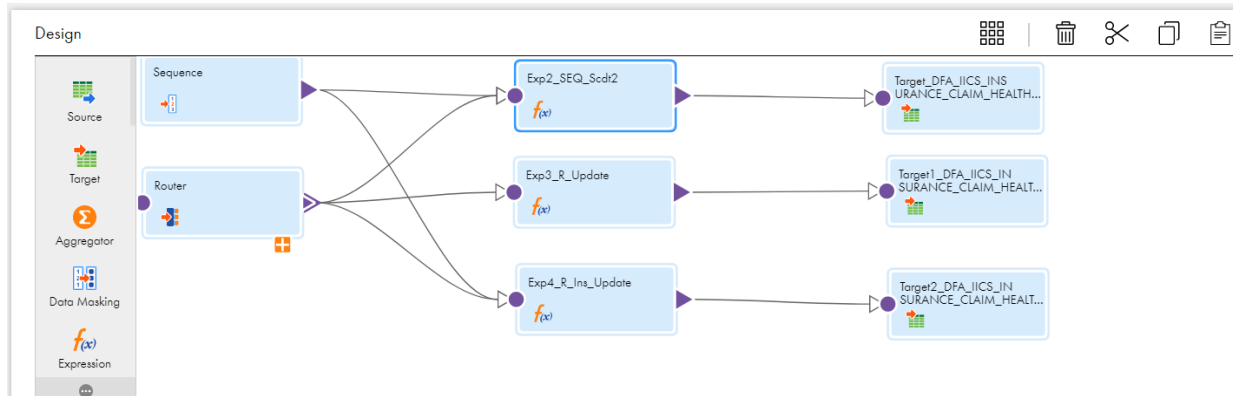 Design
Source
Target
Aggregator
Data Masking
Expression
Sequence
Router
Exp2_SEQ_Scdt2
f(x)
Exp3_R_Update
f(x)
Exp4_R_Ins_Update
f(x)
Target_DFA_IICS_INS
URANCE_CLAIM_HEALTH...
Target1_DFA_IICS_IN
SURANCE_CLAIM_HEALT...
Target2_DFA_IICS_IN
SURANCE_CLAIM_HEALT...